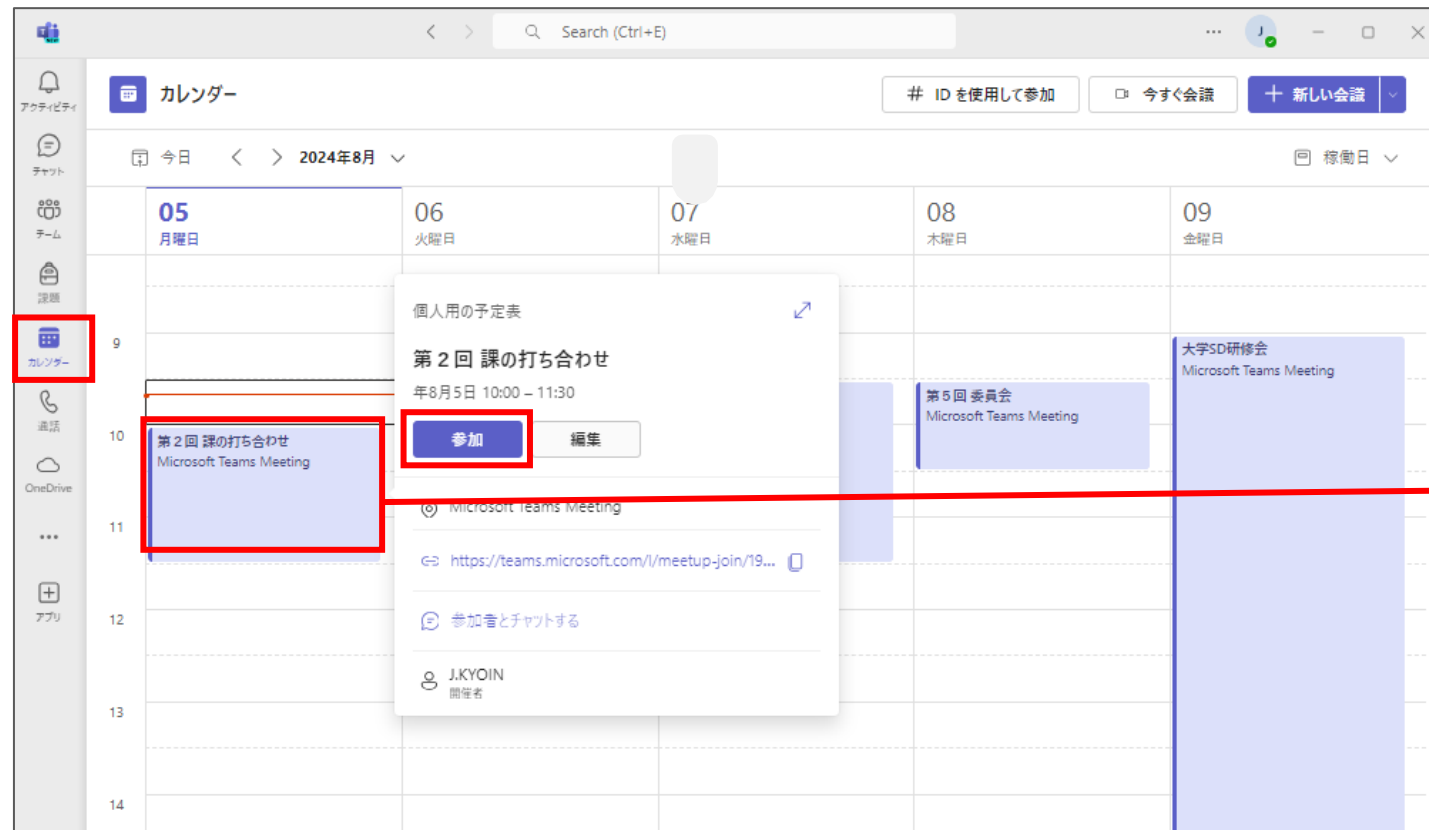 Search (Ctrl+E)
J
アクティビティ
チャット
チーム
課題
カレンダー
通話
OneDrive
アプリ
カレンダー
# ID を使用して参加
今すぐ会議
新しい会議
今日
2024年8月
稼働日
05
月曜日
06
火曜日
07
水曜日
08
木曜日
09
金曜日
9
10
11
12
13
14
第2回 課の打ち合わせ
Microsoft Teams Meeting
個人用の予定表
第2回 課の打ち合わせ
年8月5日 10:00 – 11:30
参加
編集
Microsoft Teams Meeting
https://teams.microsoft.com/l/meetup-join/19...
参加者とチャットする
J.KYOIN
開催者
第5回 委員会
Microsoft Teams Meeting
大学SD研修会
Microsoft Teams Meeting